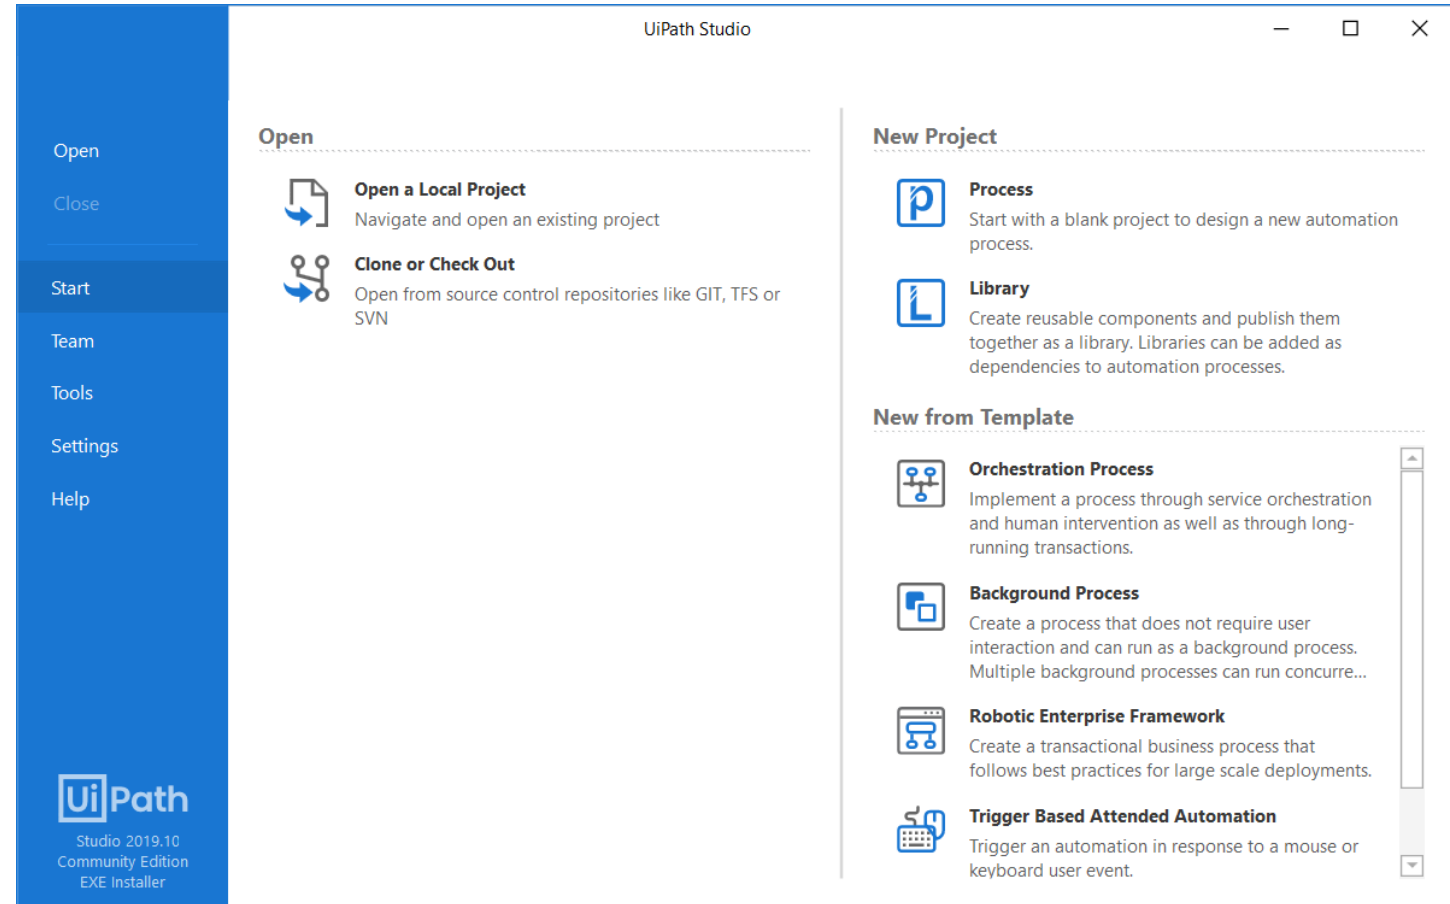 UiPath Studio
Open
Close
Start
Team
Tools
Settings
Help
UiPath
Studio 2019.10
Community Edition
EXE Installer
Open
Open a Local Project
Navigate and open an existing project
Clone or Check Out
Open from source control repositories like GIT, TFS or
SVN
New Project
Process
Start with a blank project to design a new automation
process.
Library
Create reusable components and publish them
together as a library. Libraries can be added as
dependencies to automation processes.
New from Template
Orchestration Process
Implement a process through service orchestration
and human intervention as well as through long-
running transactions.
Background Process
Create a process that does not require user
interaction and can run as a background process.
Multiple background processes can run concurre...
Robotic Enterprise Framework
Create a transactional business process that
follows best practices for large scale deployments.
Trigger Based Attended Automation
Trigger an automation in response to a mouse or
keyboard user event.